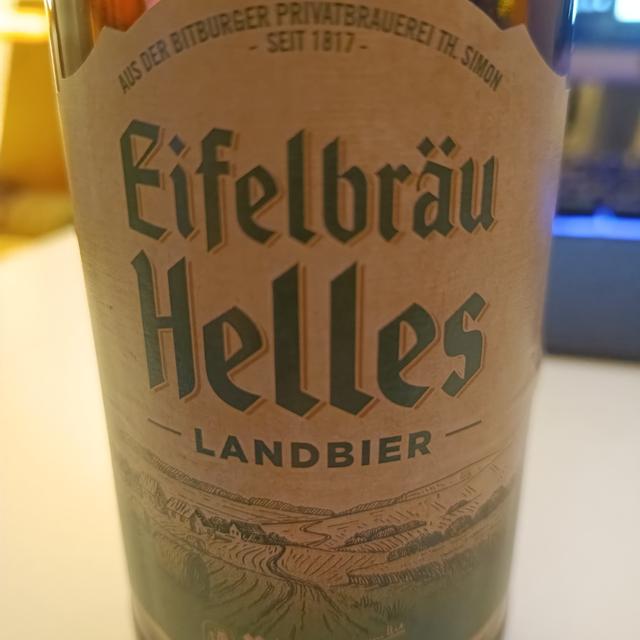 AUS DER BITBURGER PRIVATBRAUEREI TH. SIMON
- SEIT 1817 -
Eifelbräu
Helles
LANDBIER